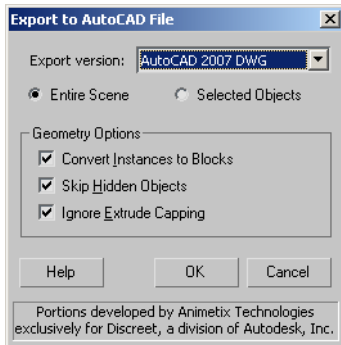 Export to AutoCAD File
Export version: AutoCAD 2007 DWG
Entire Scene Selected Objects
Geometry Options
Convert Instances to Blocks
Skip Hidden Objects
Ignore Extrude Capping
Help OK Cancel
Portions developed by Animetix Technologies
exclusively for Discreet, a division of Autodesk, Inc.